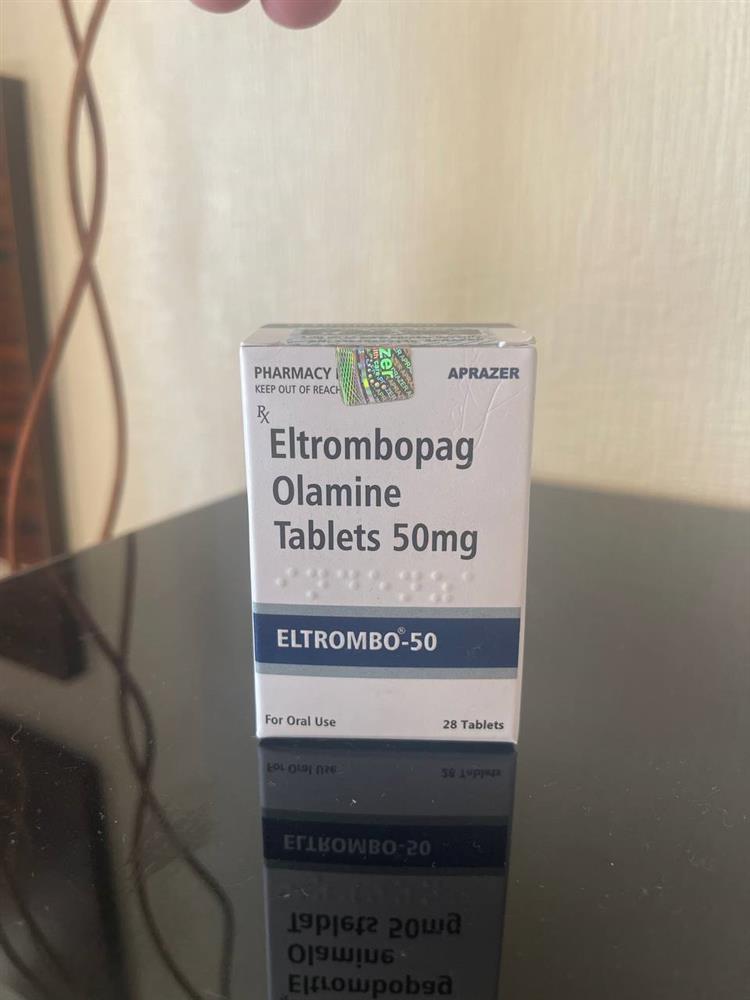 PHARMACY
APRAZER
KEEP OUT OF REACH
Rx
Eltrombopag
Olamine
Tablets 50mg
ELTROMBO®-50
For Oral Use
28 Tablets